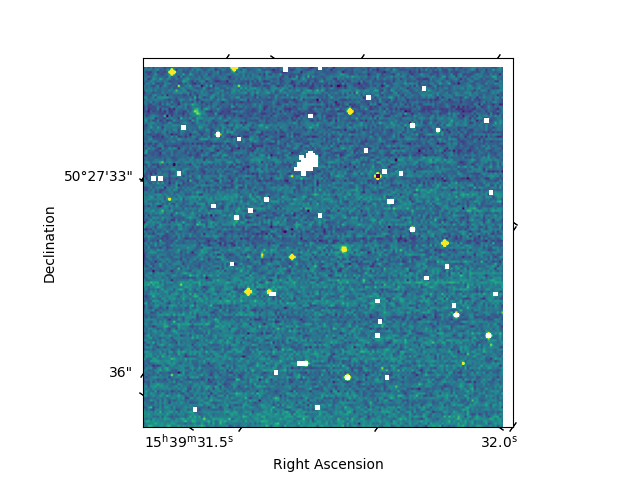 50°27'33"
Declination
36"
15ʰ39ᵐ31.5ˢ
32.0ˢ
Right Ascension